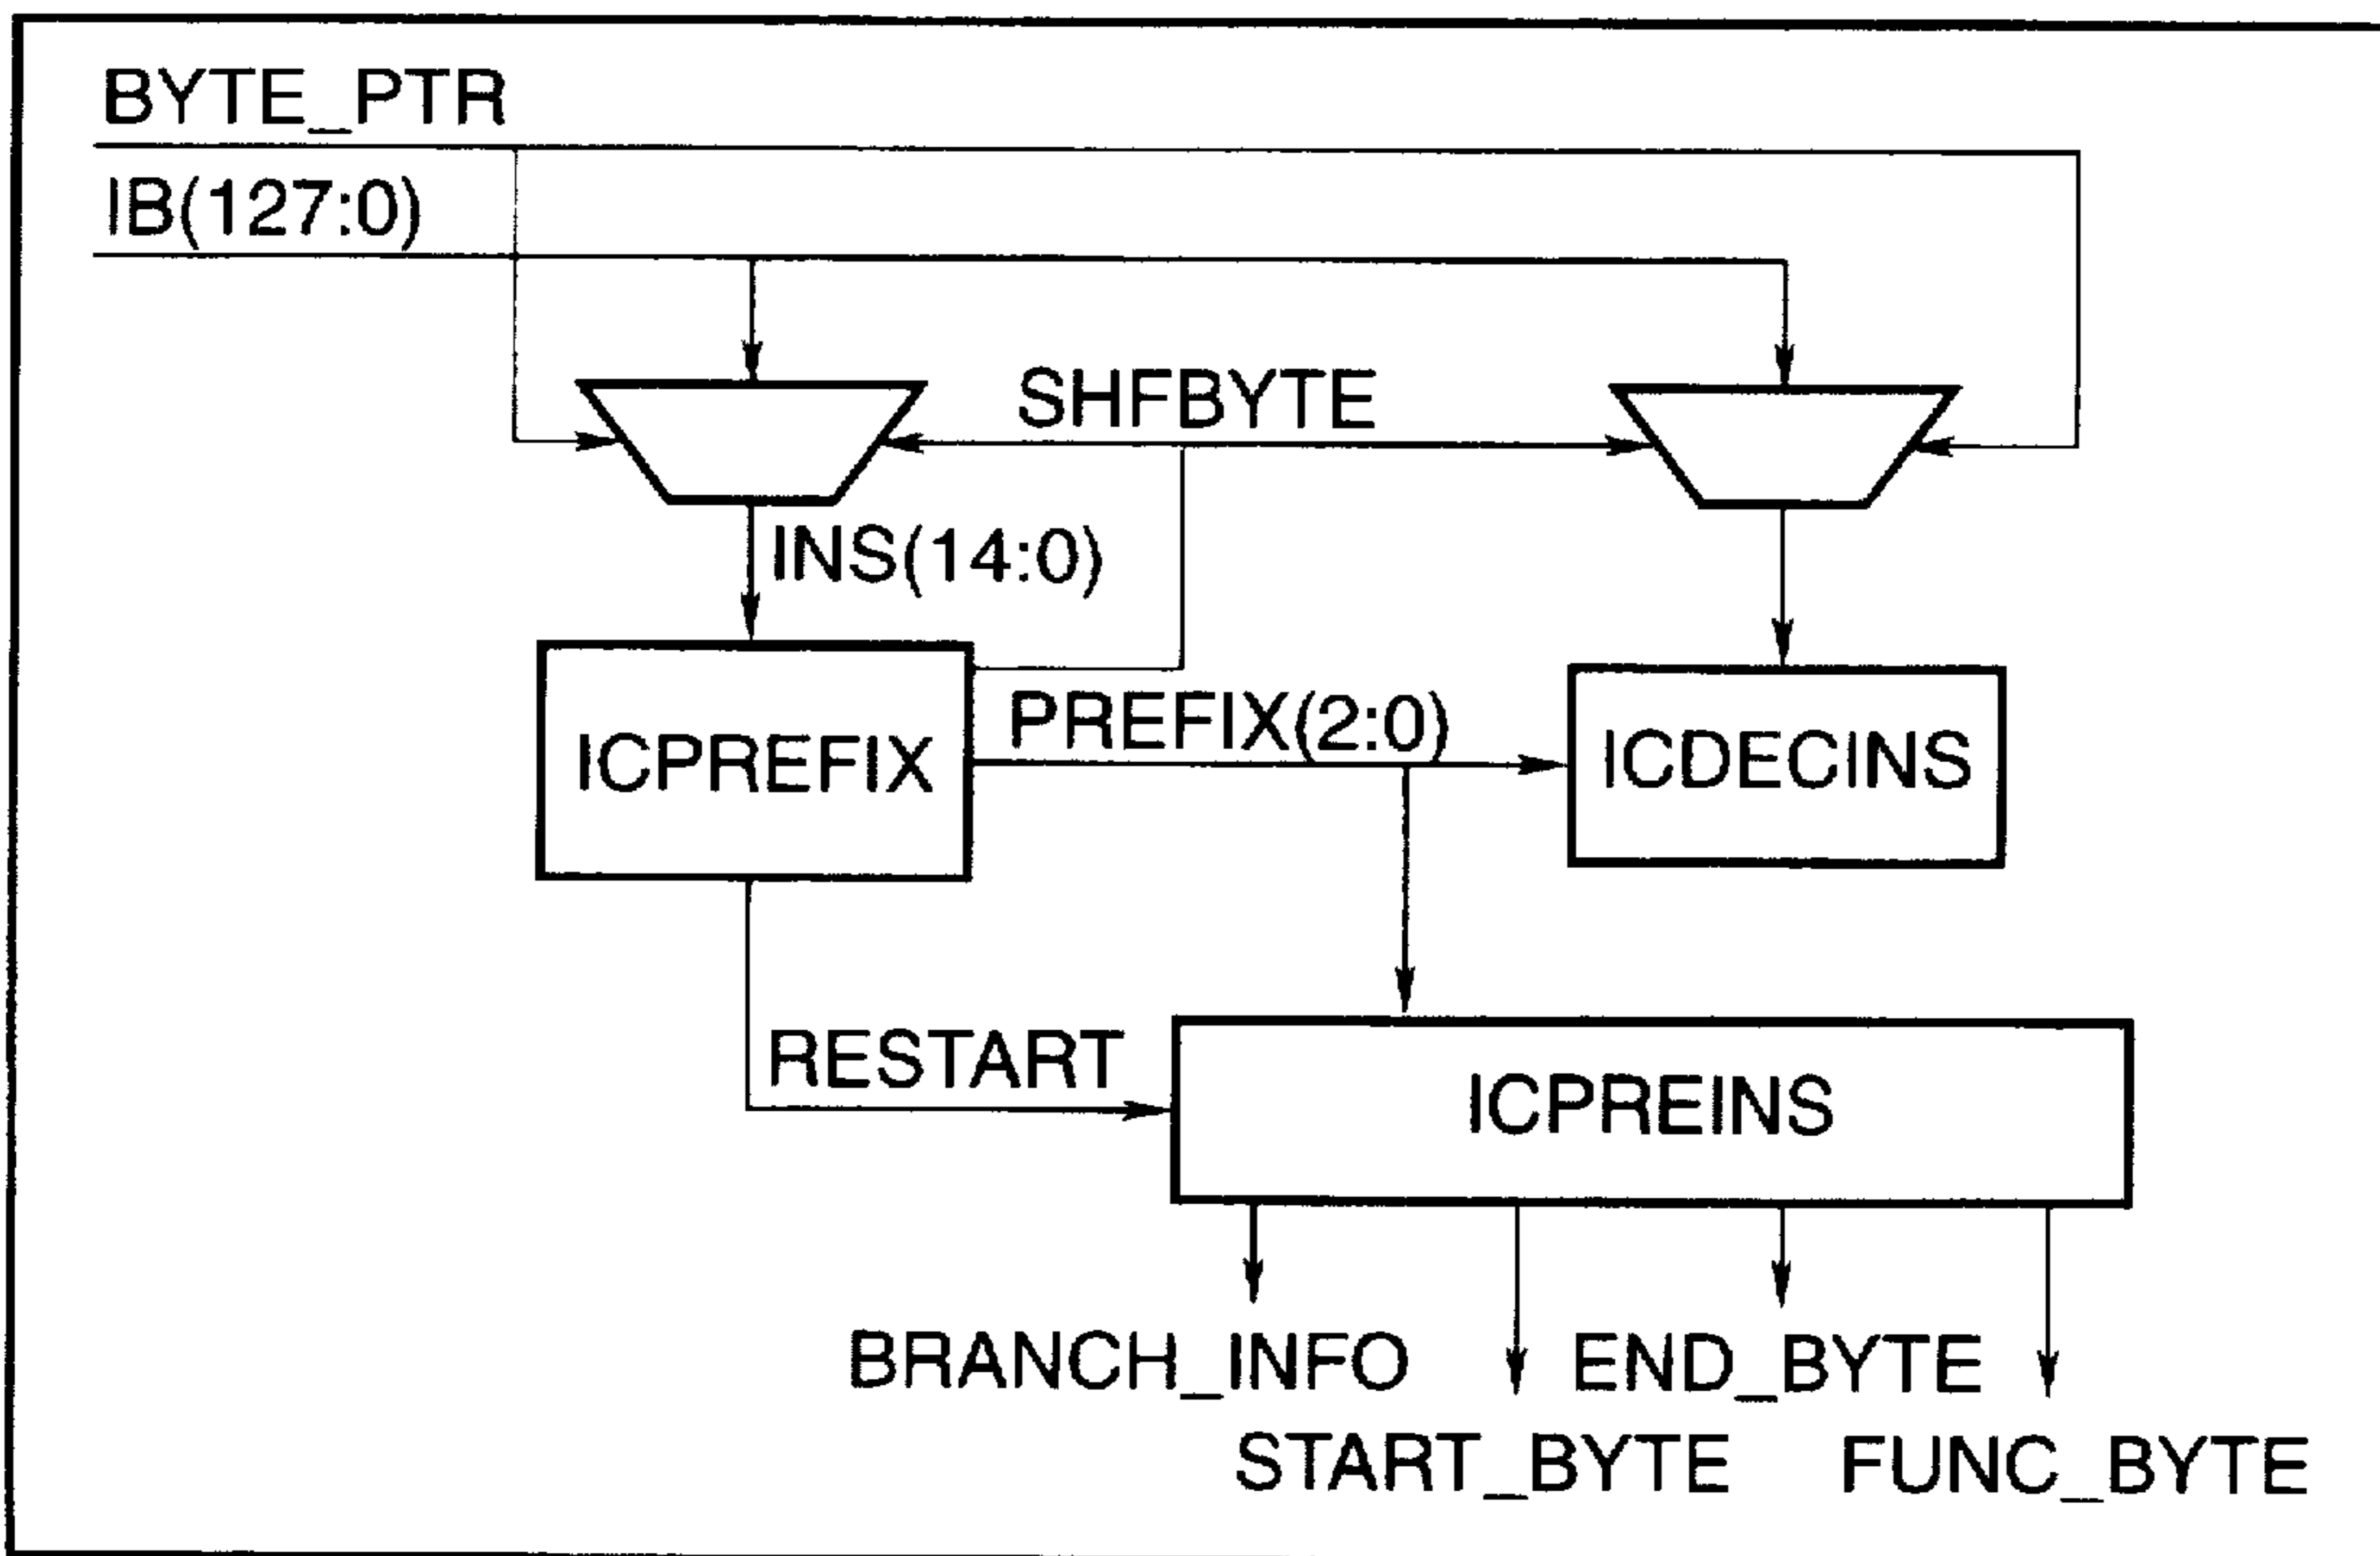 BYTE_PTR
IB(127:0)
SHFBYTE
INS(14:0)
PREFIX(2:0)
ICPREFIX
ICDECINS
RESTART
ICPREINS
BRANCH_INFO
END_BYTE
START_BYTE
FUNC_BYTE